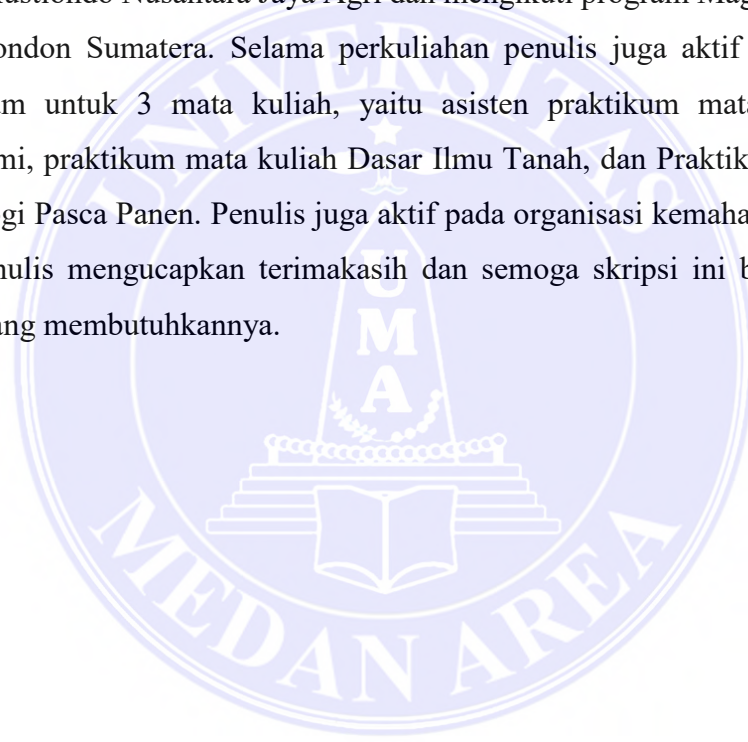 Nusantara Jaya Agri dan mengikuti program Mag
ondon Sumatera. Selama perkuliahan penulis juga aktif
m untuk 3 mata kuliah, yaitu asisten praktikum mata
mi, praktikum mata kuliah Dasar Ilmu Tanah, dan Praktik
gi Pasca Panen. Penulis juga aktif pada organisasi kemaha
nulis mengucapkan terimakasih dan semoga skripsi ini b
ang membutuhkannya.
UNIVERSITAS
UMA
MEDAN AREA